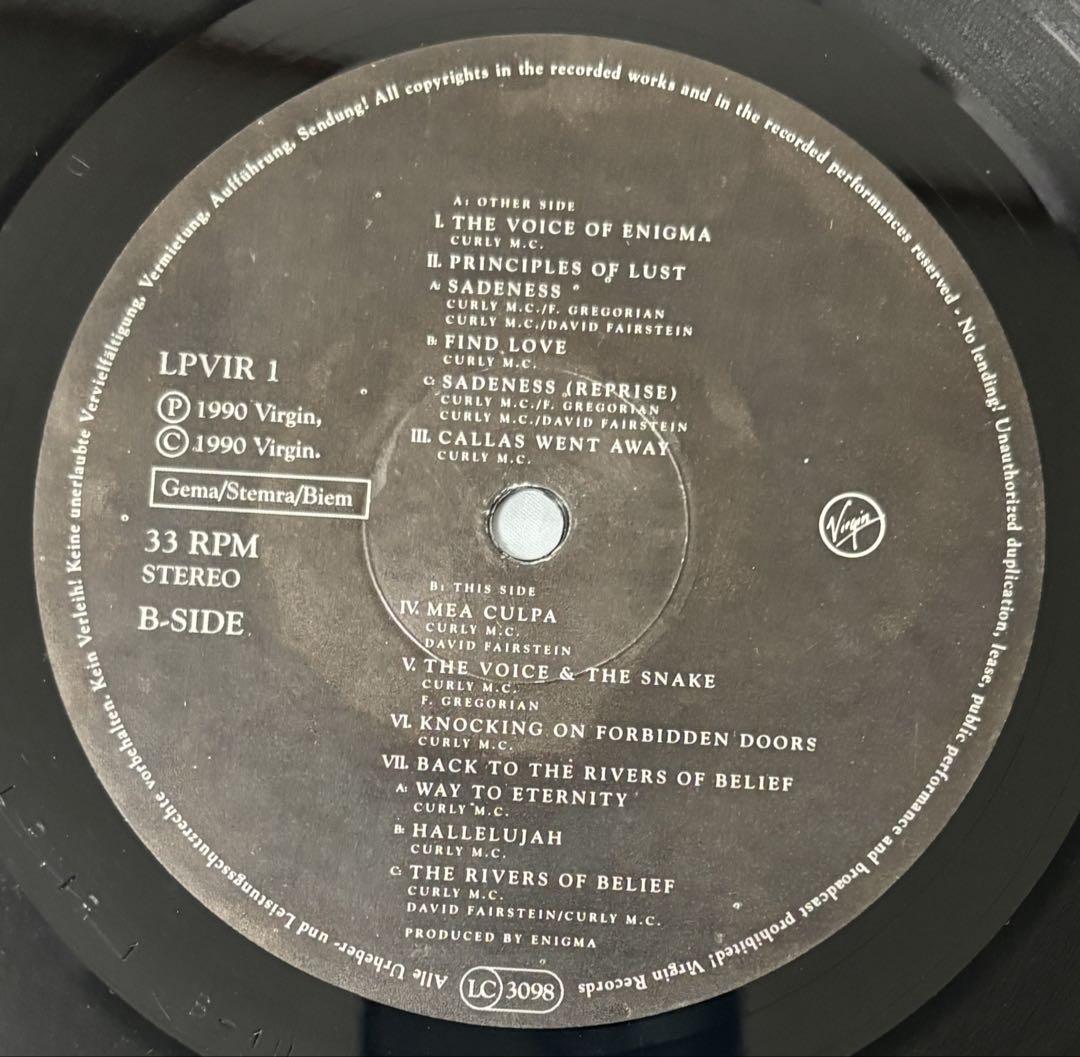 Alle Urheber- und Leistungsschutzrechte vorbehalten. Kein Verleih! Keine unerlaubte Vervielfältigung, Vermietung, Aufführung, Sendung! All copyrights in the recorded works and in the recorded performances reserved - No lending! Unauthorized duplication, lease, public performance and broadcast prohibited! Virgin Records
A: OTHER SIDE
I. THE VOICE OF ENIGMA
CURLY M.C.
II. PRINCIPLES OF LUST
A: SADENESS
CURLY M.C./F. GREGORIAN
CURLY M.C./DAVID FAIRSTEIN
B: FIND LOVE
CURLY M.C.
C: SADENESS (REPRISE)
CURLY M.C./F. GREGORIAN
CURLY M.C./DAVID FAIRSTEIN
III. CALLAS WENT AWAY
CURLY M.C.
LPVIR 1
Ⓟ 1990 Virgin,
© 1990 Virgin.
Gema/Stemra/Biem
33 RPM
STEREO
B-SIDE
Virgin
B: THIS SIDE
IV. MEA CULPA
CURLY M.C.
DAVID FAIRSTEIN
V. THE VOICE & THE SNAKE
CURLY M.C.
F. GREGORIAN
VI. KNOCKING ON FORBIDDEN DOORS
CURLY M.C.
VII. BACK TO THE RIVERS OF BELIEF
A: WAY TO ETERNITY
CURLY M.C.
B: HALLELUJAH
CURLY M.C.
C: THE RIVERS OF BELIEF
CURLY M.C.
DAVID FAIRSTEIN/CURLY M.C.
PRODUCED BY ENIGMA
LC 3098